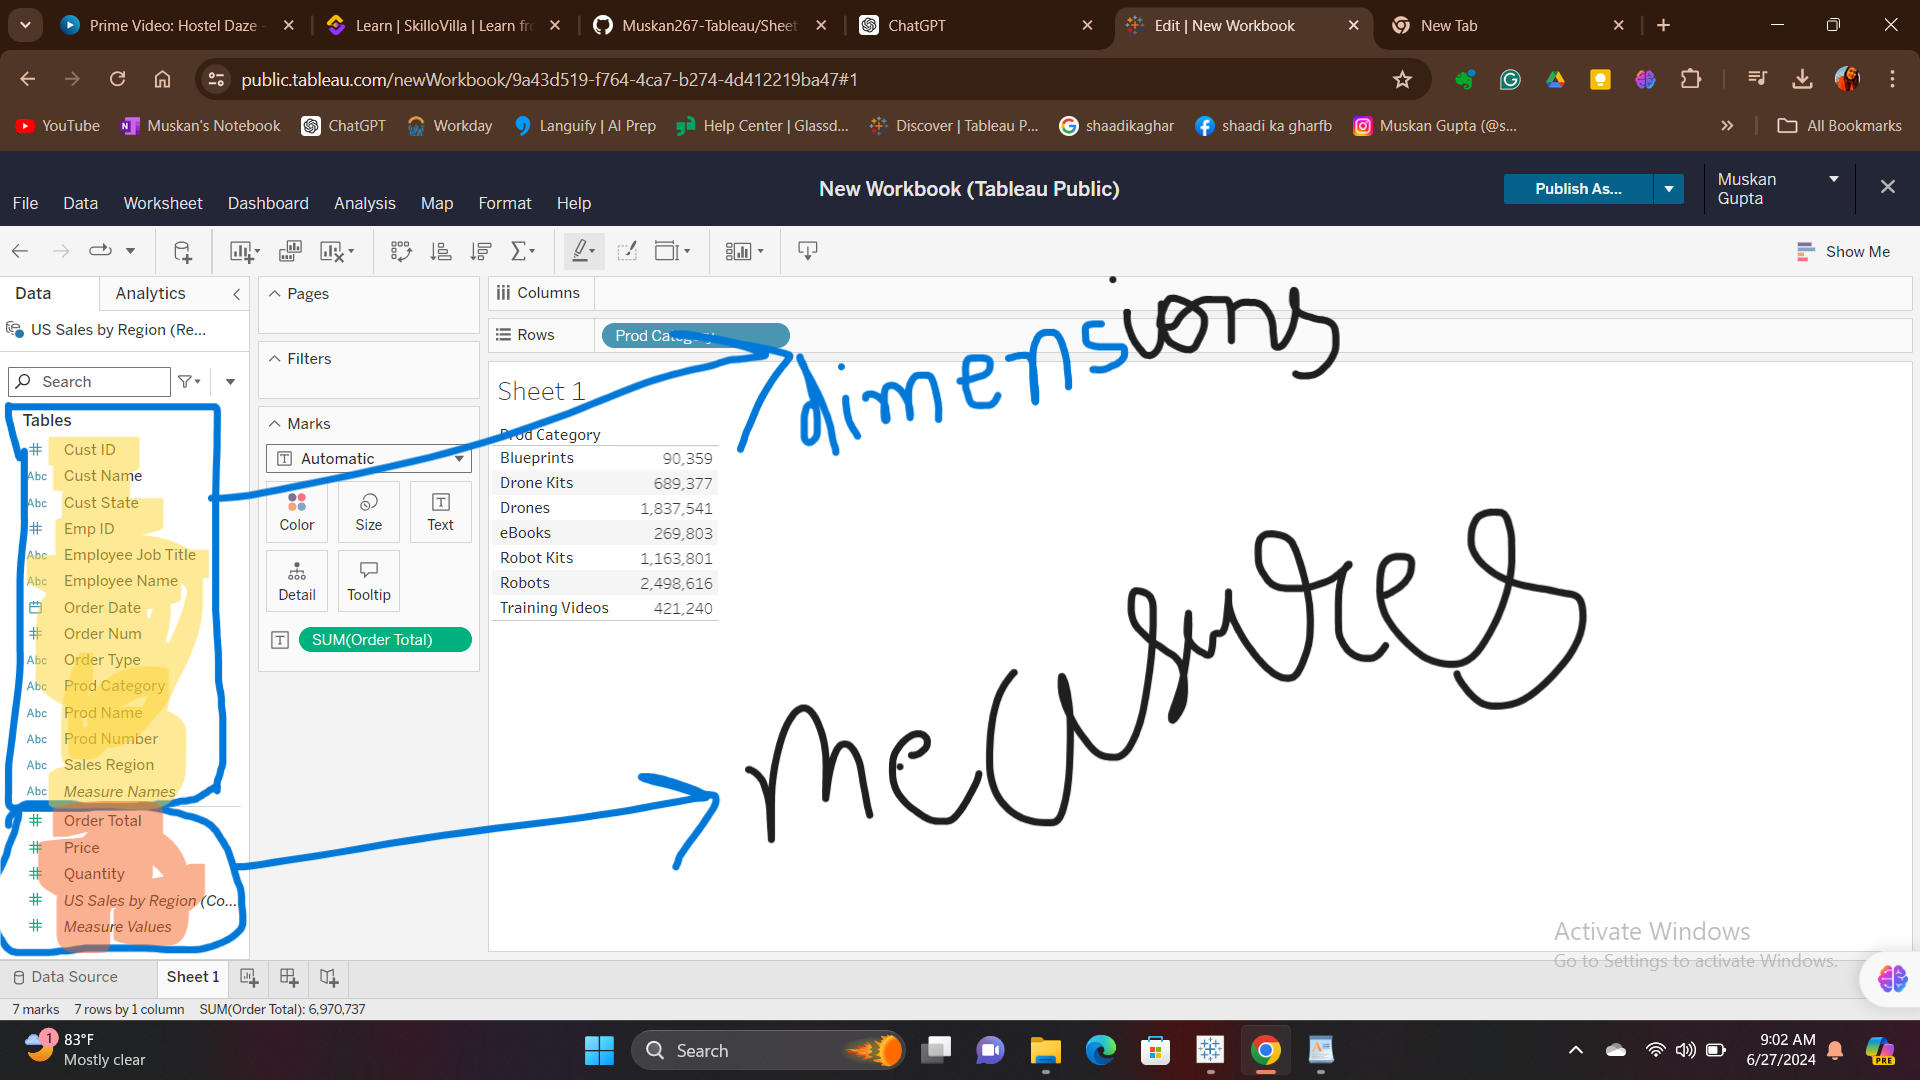 Prime Video: Hostel Daze -
Learn | SkilloVilla | Learn fr
Muskan267-Tableau/Sheet
ChatGPT
Edit | New Workbook
New Tab
public.tableau.com/newWorkbook/9a43d519-f764-4ca7-b274-4d412219ba47#1
YouTube
Muskan's Notebook
ChatGPT
Workday
Languify | AI Prep
Help Center | Glassd...
Discover | Tableau P...
shaadikaghar
shaadi ka gharfb
Muskan Gupta (@s...
All Bookmarks
New Workbook (Tableau Public)
Publish As...
Muskan
Gupta
File Data Worksheet Dashboard Analysis Map Format Help
Show Me
Data Analytics
Pages
Columns
US Sales by Region (Re...
Rows
Prod Category
dimensions
Search
Filters
Sheet 1
Tables
Marks
Cust ID
Cust Name
Cust State
Emp ID
Employee Job Title
Employee Name
Order Date
Order Num
Order Type
Prod Category
Prod Name
Prod Number
Sales Region
Measure Names
Order Total
Price
Quantity
US Sales by Region (Co...
Measure Values
Automatic
Color Size Text
Detail Tooltip
SUM(Order Total)
Prod Category
Blueprints 90,359
Drone Kits 689,377
Drones 1,837,541
eBooks 269,803
Robot Kits 1,163,801
Robots 2,498,616
Training Videos 421,240
measures
Activate Windows
Go to Settings to activate Windows.
Data Source
Sheet 1
7 marks 7 rows by 1 column SUM(Order Total): 6,970,737
1
83°F
Mostly clear
Search
9:02 AM
6/27/2024
PRE